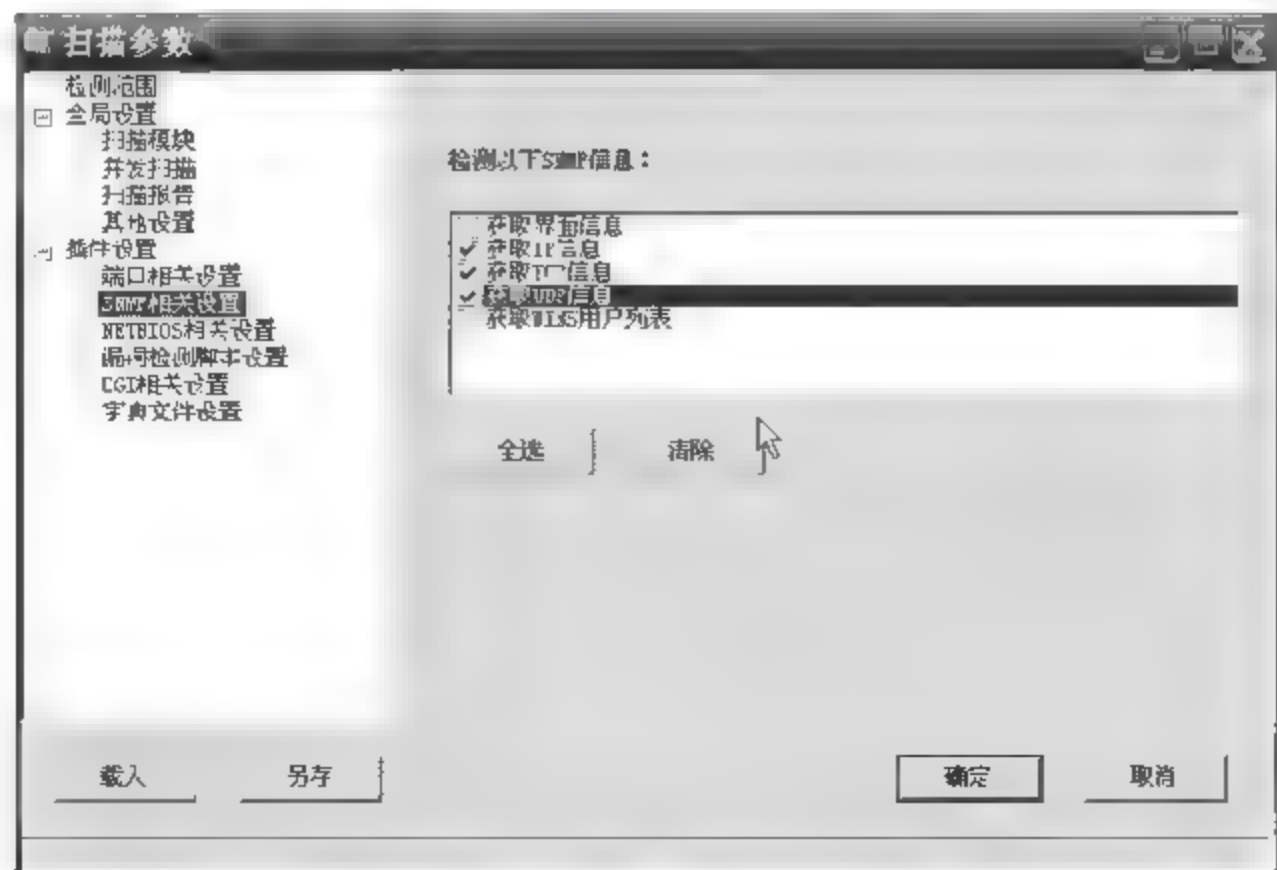 扫描参数
检测范围
全局设置
扫描模块
并发扫描
扫描报告
其他设置
插件设置
端口相关设置
SNMP相关设置
NETBIOS相关设置
漏洞检测脚本设置
CGI相关设置
字典文件设置
检测以下SNMP信息：
获取界面信息
获取IP信息
获取TCP信息
获取UDP信息
获取WINS用户列表
全选
清除
载入
另存
确定
取消